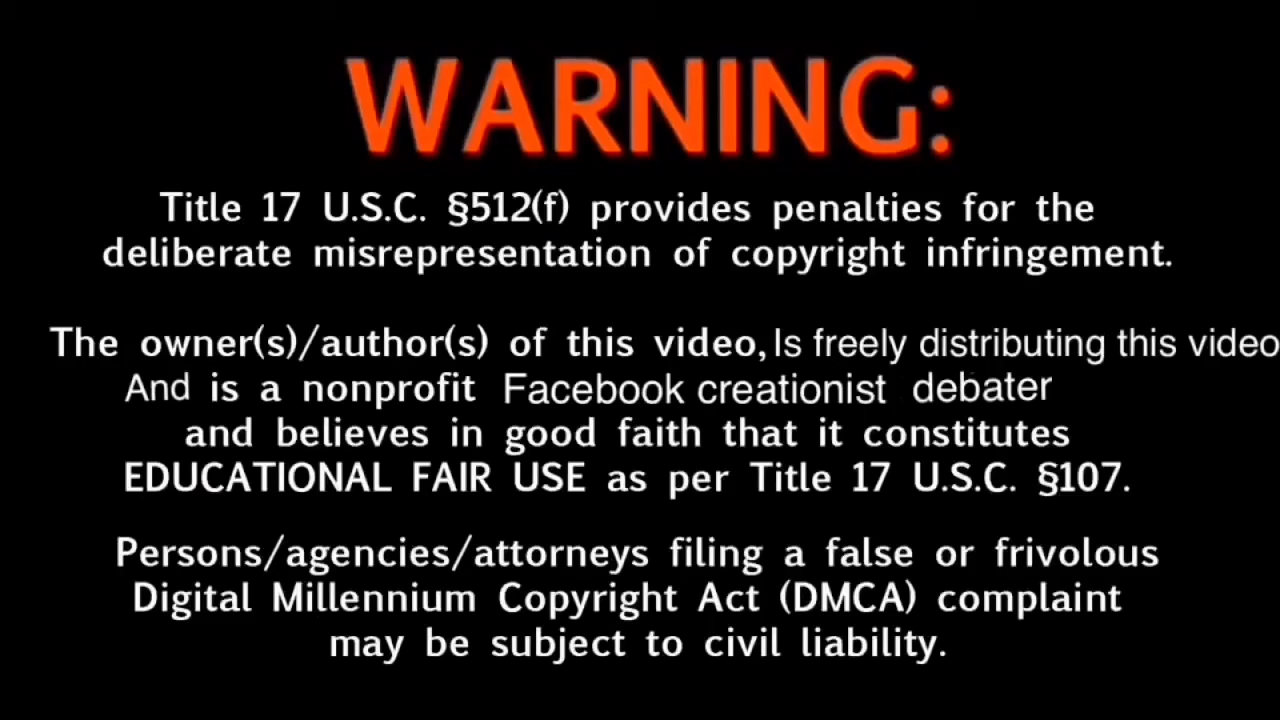 WARNING:
Title 17 U.S.C. §512(f) provides penalties for the
deliberate misrepresentation of copyright infringement.
The owner(s)/author(s) of this video, Is freely distributing this video
And is a nonprofit Facebook creationist debater
and believes in good faith that it constitutes
EDUCATIONAL FAIR USE as per Title 17 U.S.C. §107.
Persons/agencies/attorneys filing a false or frivolous
Digital Millennium Copyright Act (DMCA) complaint
may be subject to civil liability.